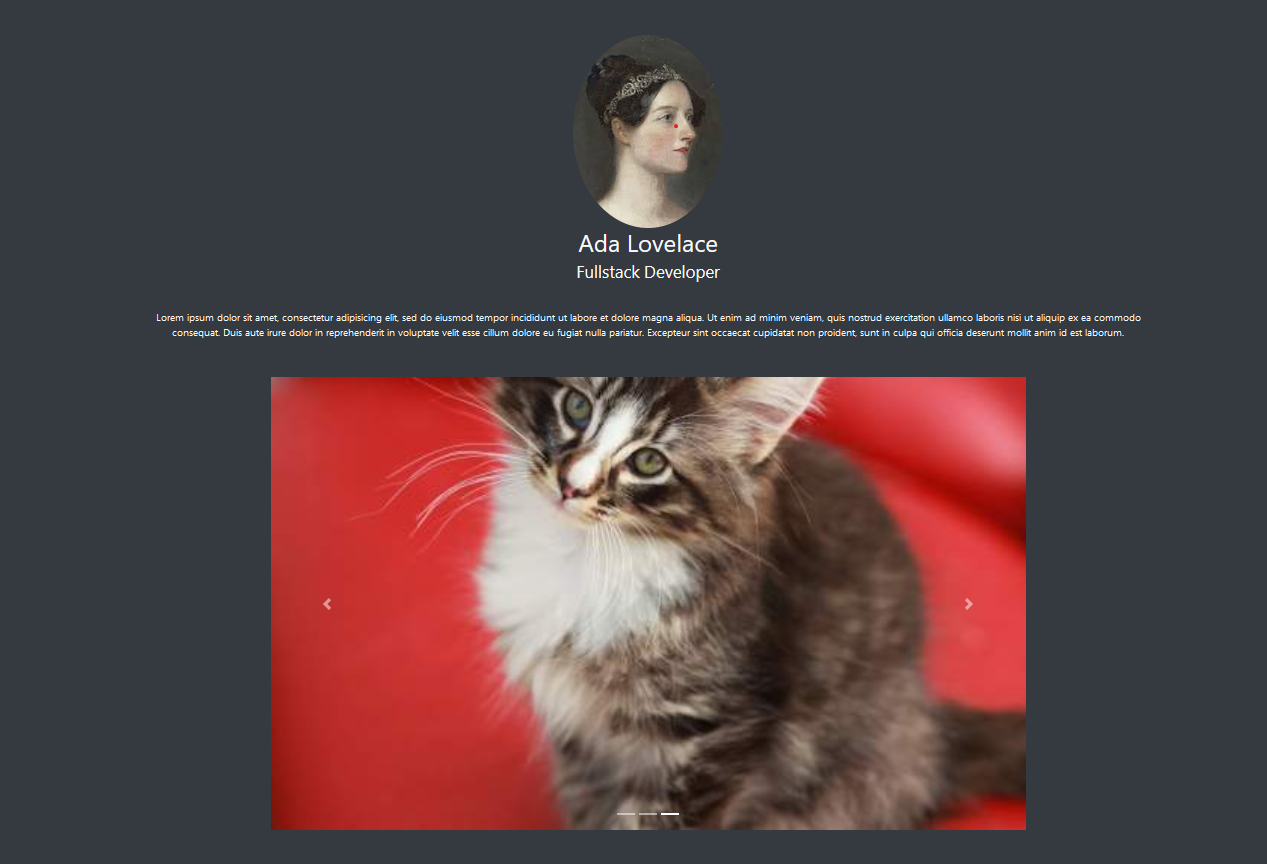 Ada Lovelace
Fullstack Developer
Lorem ipsum dolor sit amet, consectetur adipisicing elit, sed do eiusmod tempor incididunt ut labore et dolore magna aliqua. Ut enim ad minim veniam, quis nostrud exercitation ullamco laboris nisi ut aliquip ex ea commodo
consequat. Duis aute irure dolor in reprehenderit in voluptate velit esse cillum dolore eu fugiat nulla pariatur. Excepteur sint occaecat cupidatat non proident, sunt in culpa qui officia deserunt mollit anim id est laborum.